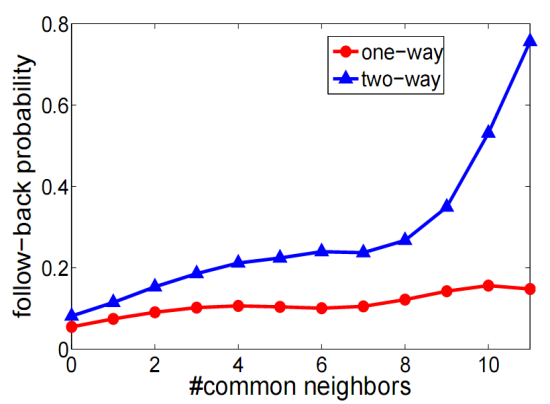 0.8
0.6
0.4
0.2
0
follow-back probability
one-way
two-way
0 2 4 6 8 10
#common neighbors